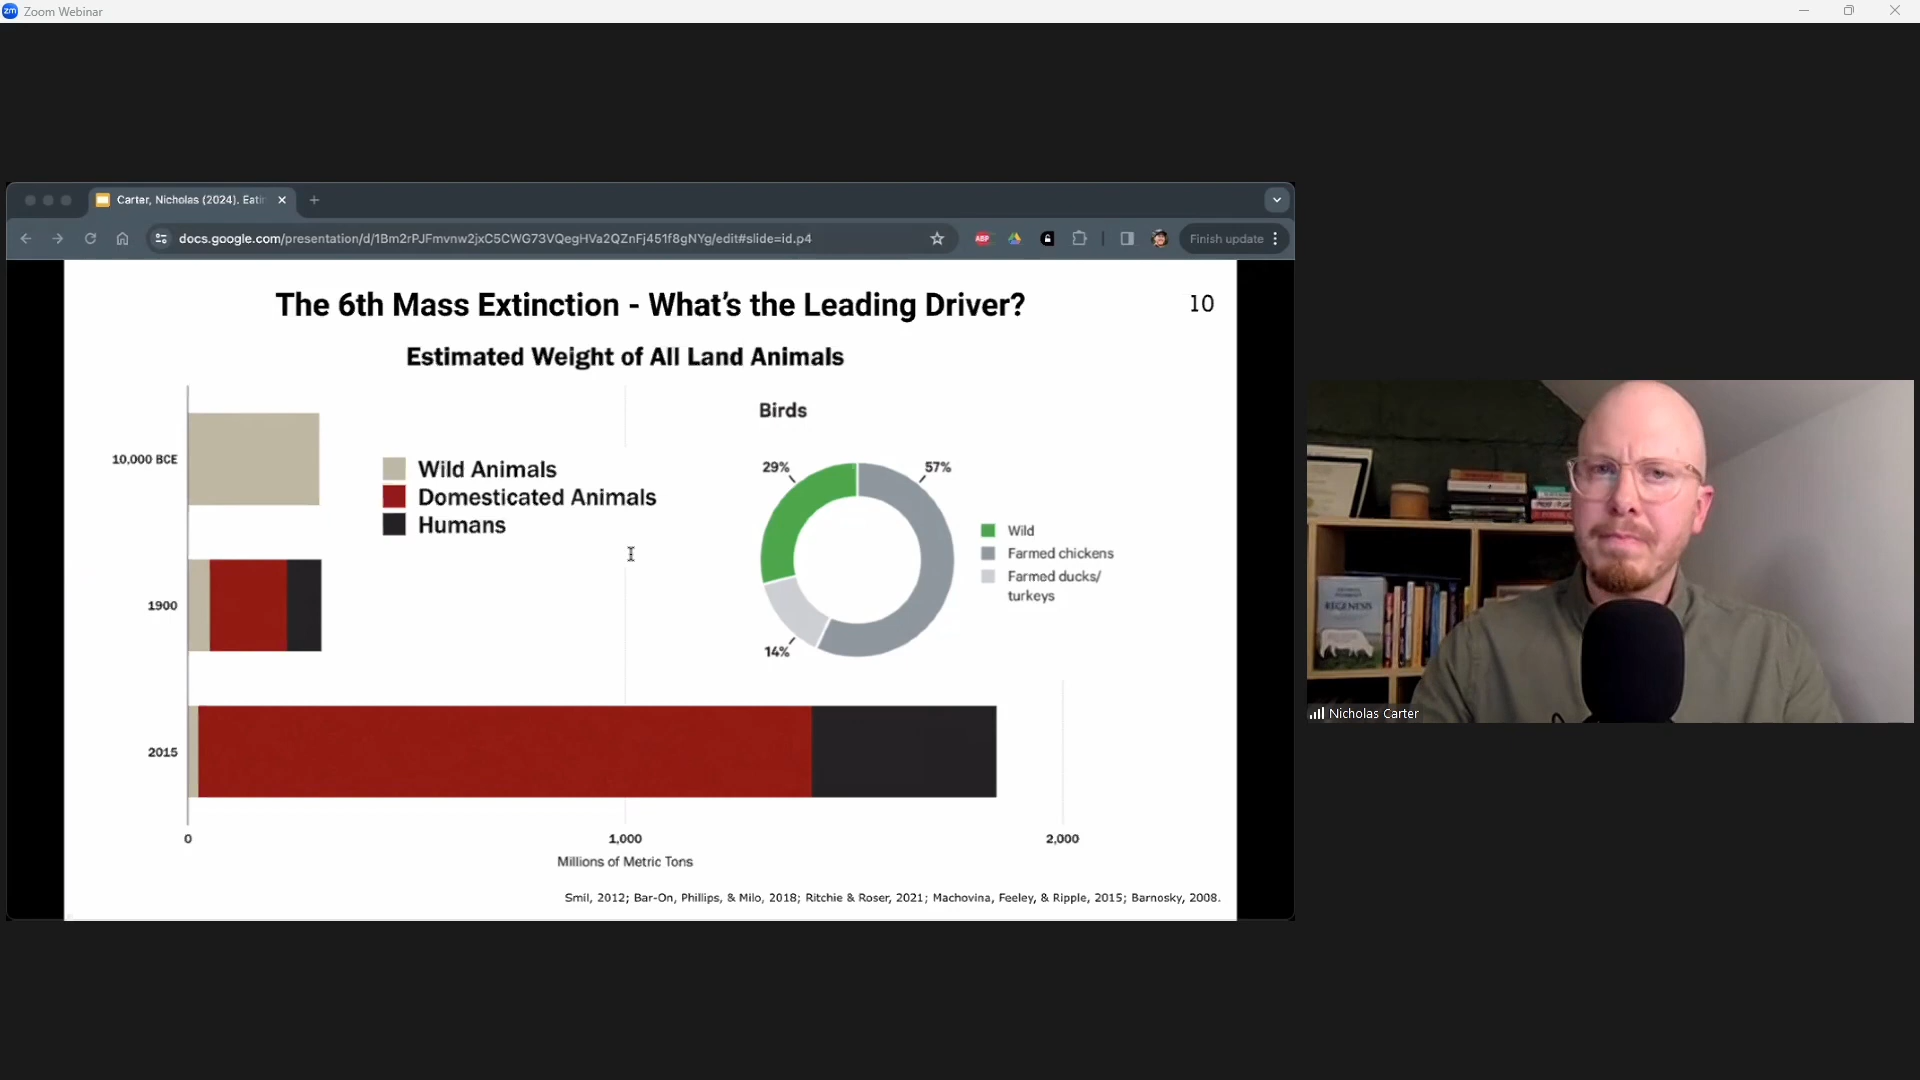 Zoom Webinar
Carter, Nicholas (2024). Eatin
docs.google.com/presentation/d/1Bm2rPJFmvnw2jxC5CWG73VQegHVa2QZnFj451f8gNYg/edit#slide=id.p4
ABP
Finish update
The 6th Mass Extinction - What's the Leading Driver?
10
Estimated Weight of All Land Animals
Birds
10,000 BCE
Wild Animals
Domesticated Animals
Humans
29%
57%
Wild
Farmed chickens
Farmed ducks/
turkeys
14%
1900
2015
0
1,000
2,000
Millions of Metric Tons
Smil, 2012; Bar-On, Phillips, & Milo, 2018; Ritchie & Roser, 2021; Machovina, Feeley, & Ripple, 2015; Barnosky, 2008.
REGENESIS
Nicholas Carter